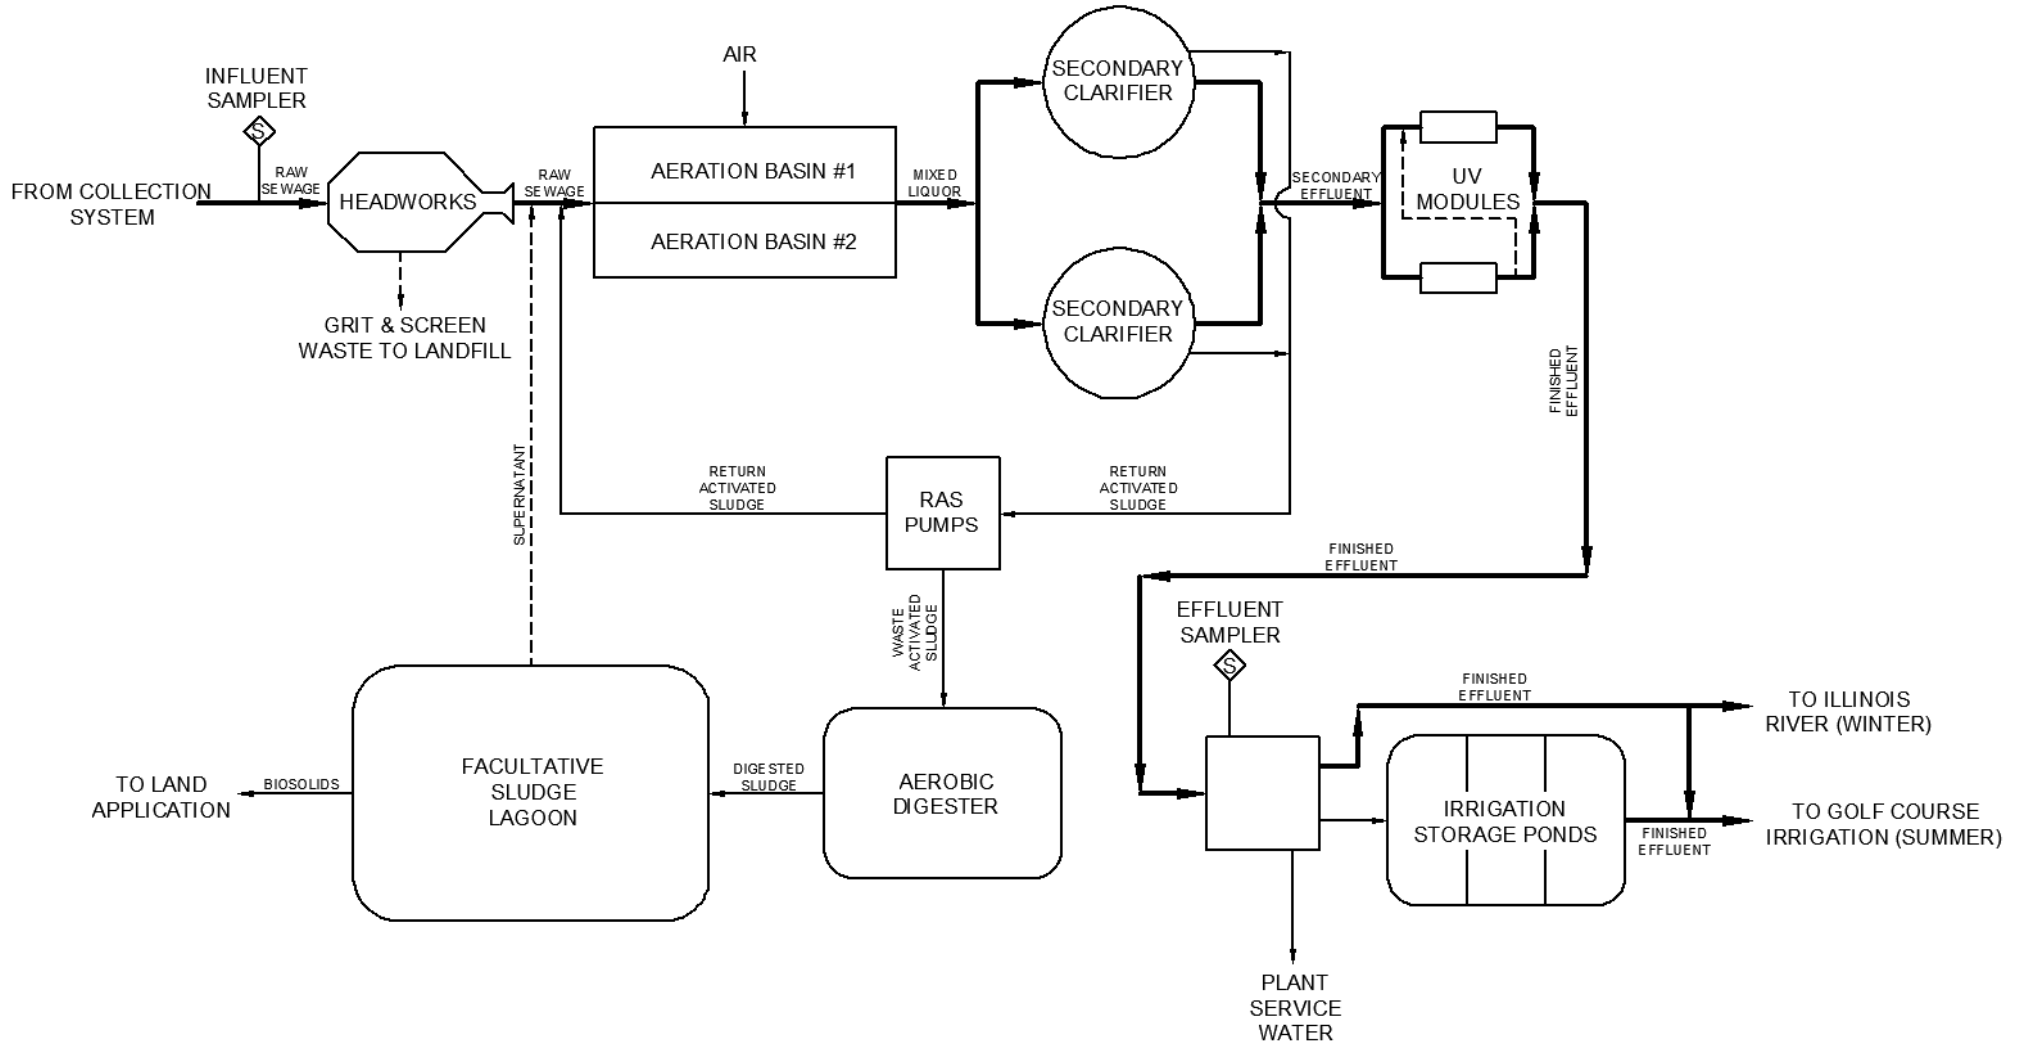 AIR
INFLUENT
SAMPLER
S
FROM COLLECTION
SYSTEM
RAW
SEWAGE
HEADWORKS
GRIT & SCREEN
WASTE TO LANDFILL
RAW
SEWAGE
AERATION BASIN #1
AERATION BASIN #2
MIXED
LIQUOR
SECONDARY
CLARIFIER
SECONDARY
CLARIFIER
SECONDARY
EFFLUENT
UV
MODULES
FINISHED
EFFLUENT
SUPERNATANT
RETURN
ACTIVATED
SLUDGE
RAS
PUMPS
RETURN
ACTIVATED
SLUDGE
FINISHED
EFFLUENT
WASTE
ACTIVATED
SLUDGE
EFFLUENT
SAMPLER
S
TO LAND
APPLICATION
BIOSOLIDS
FACULTATIVE
SLUDGE
LAGOON
DIGESTED
SLUDGE
AEROBIC
DIGESTER
FINISHED
EFFLUENT
TO ILLINOIS
RIVER (WINTER)
IRRIGATION
STORAGE PONDS
FINISHED
EFFLUENT
TO GOLF COURSE
IRRIGATION (SUMMER)
PLANT
SERVICE
WATER